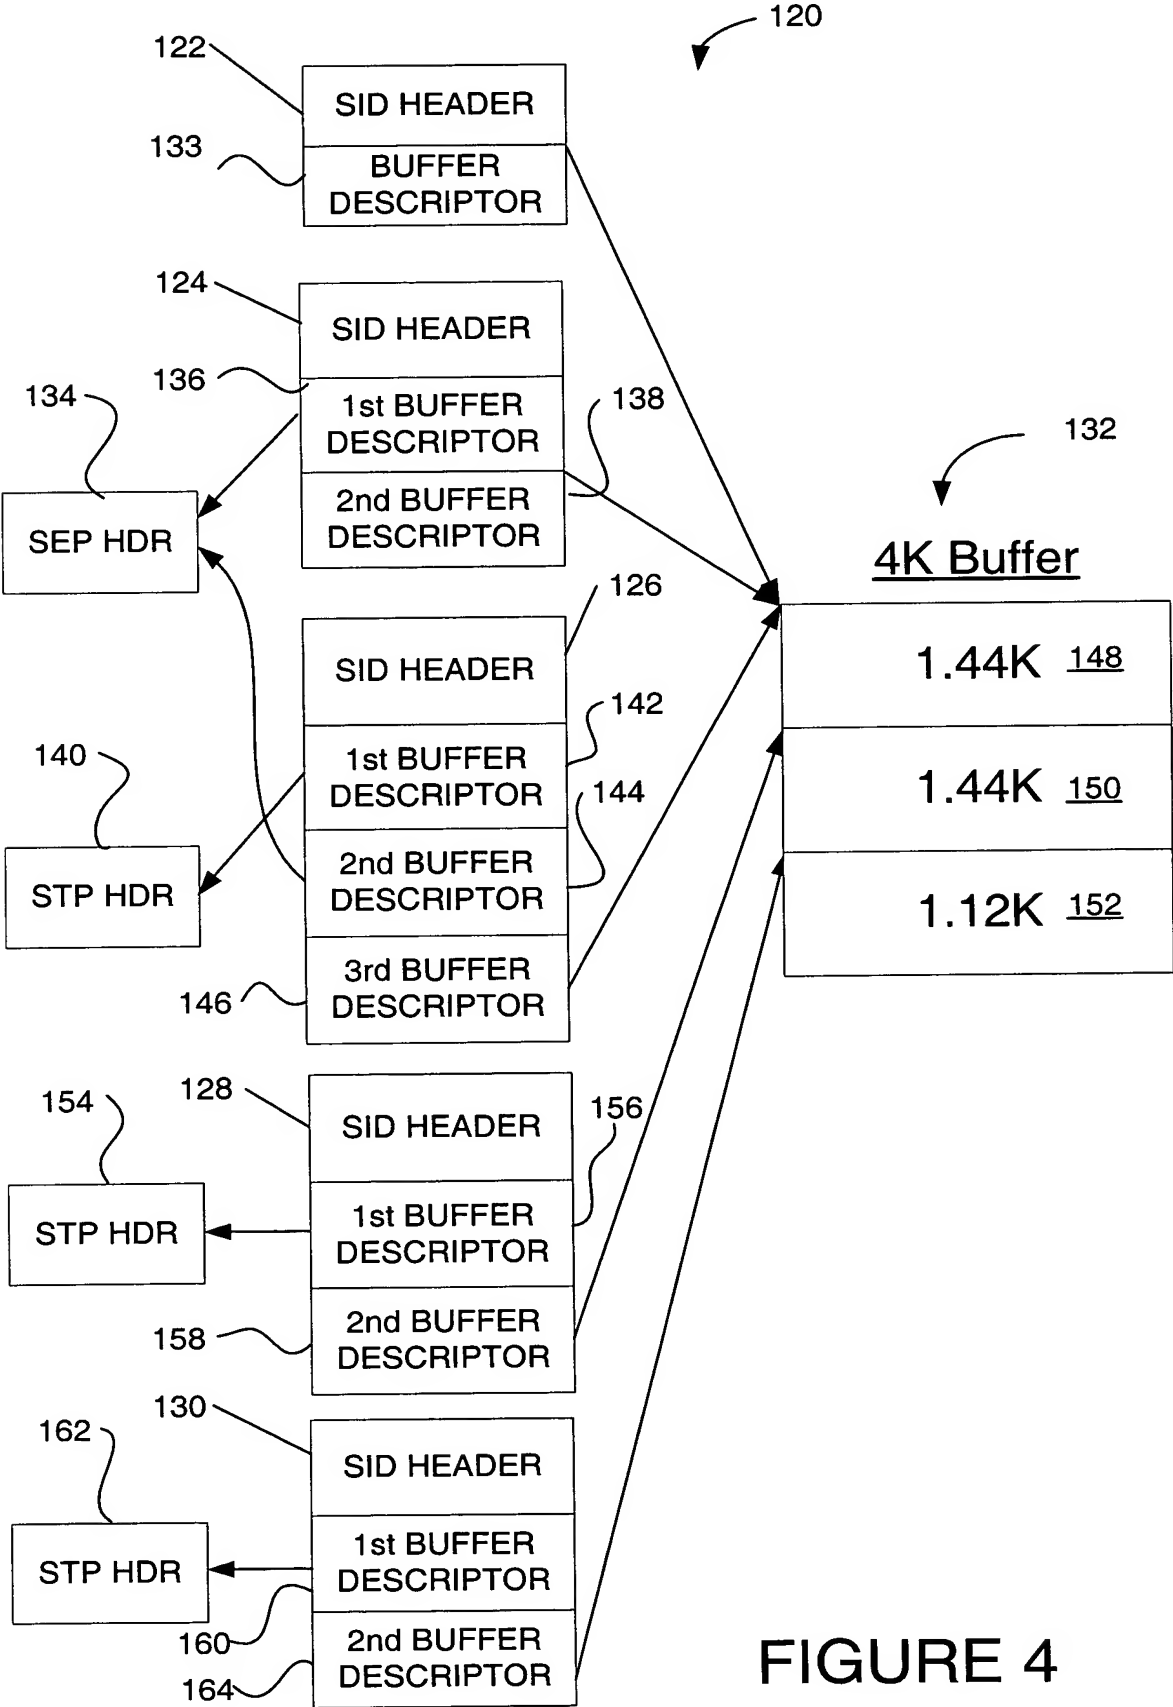 120
122
SID HEADER
133
BUFFER
DESCRIPTOR
124
SID HEADER
136
1st BUFFER
DESCRIPTOR
138
2nd BUFFER
DESCRIPTOR
134
SEP HDR
132
4K Buffer
1.44K 148
1.44K 150
1.12K 152
126
SID HEADER
142
1st BUFFER
DESCRIPTOR
144
2nd BUFFER
DESCRIPTOR
146
3rd BUFFER
DESCRIPTOR
140
STP HDR
128
SID HEADER
154
STP HDR
156
1st BUFFER
DESCRIPTOR
158
2nd BUFFER
DESCRIPTOR
130
SID HEADER
162
STP HDR
1st BUFFER
DESCRIPTOR
160
2nd BUFFER
DESCRIPTOR
164
FIGURE 4